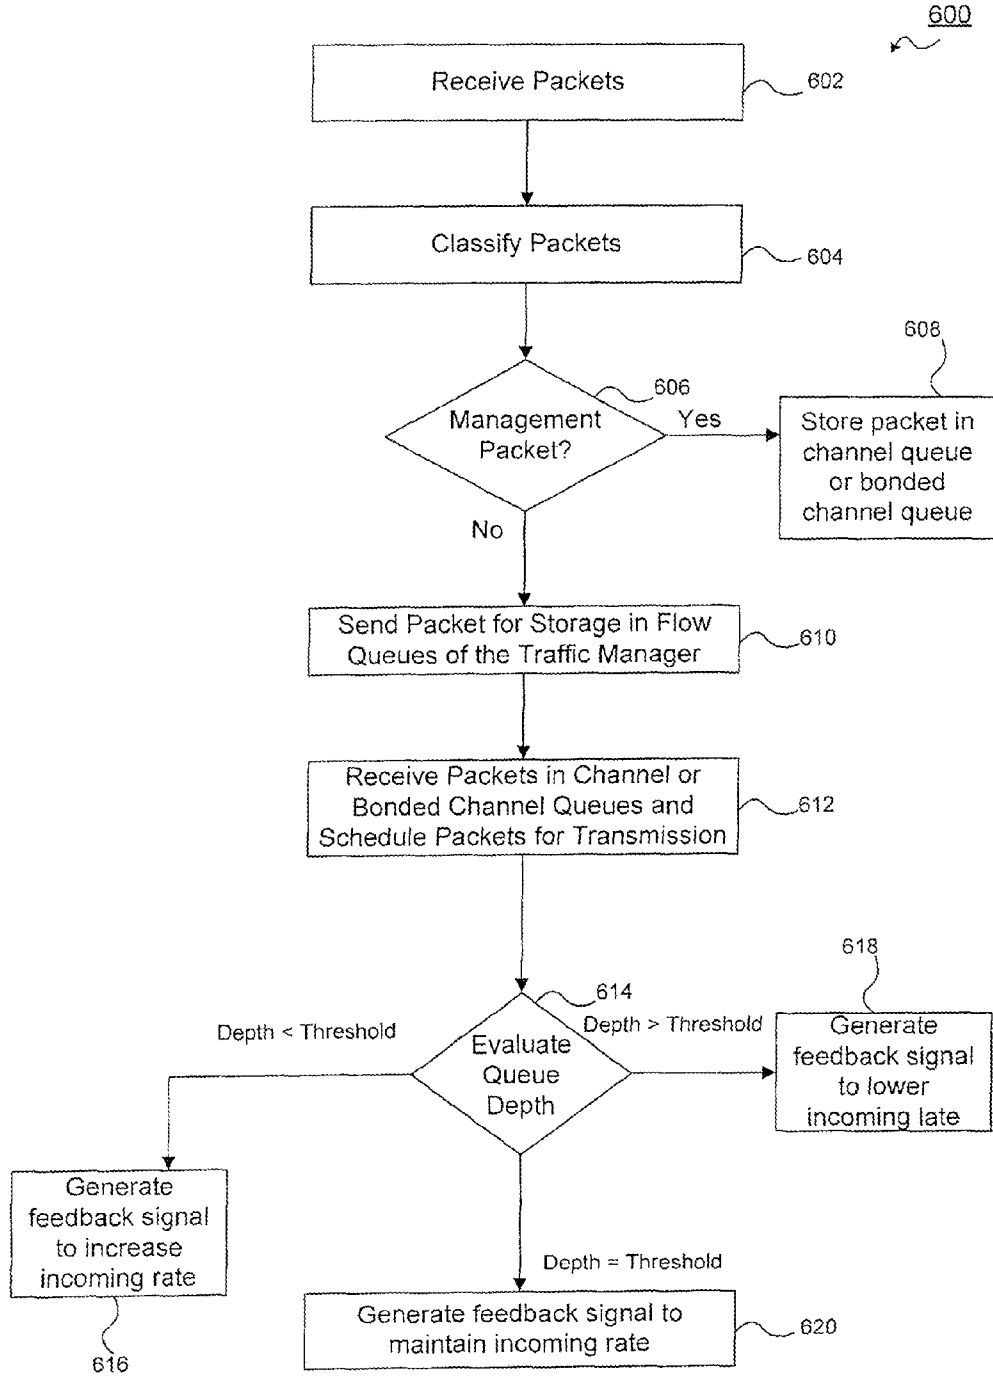 600
Receive Packets
602
Classify Packets
604
608
606
Management
Packet?
Yes
Store packet in
channel queue
or bonded
channel queue
No
Send Packet for Storage in Flow
Queues of the Traffic Manager
610
Receive Packets in Channel or
Bonded Channel Queues and
Schedule Packets for Transmission
612
618
614
Depth < Threshold
Depth > Threshold
Evaluate
Queue
Depth
Generate
feedback signal
to lower
incoming late
Generate
feedback signal
to increase
incoming rate
616
Depth = Threshold
Generate feedback signal to
maintain incoming rate
620